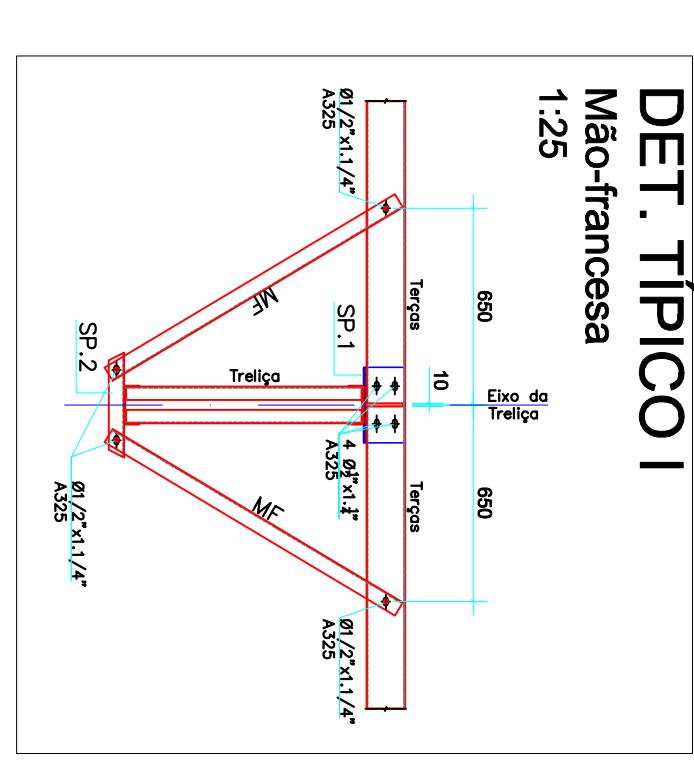 DET. TÍPICO I
Mão-francesa
1:25
650
650
10
Eixo da
Treliça
Terças
Terças
Ø1/2"x1.1/4"
A325
SP.1
4 Ø1/2"x1.1/4"
A325
Ø1/2"x1.1/4"
A325
MF
Treliça
MF
SP.2
Ø1/2"x1.1/4"
A325